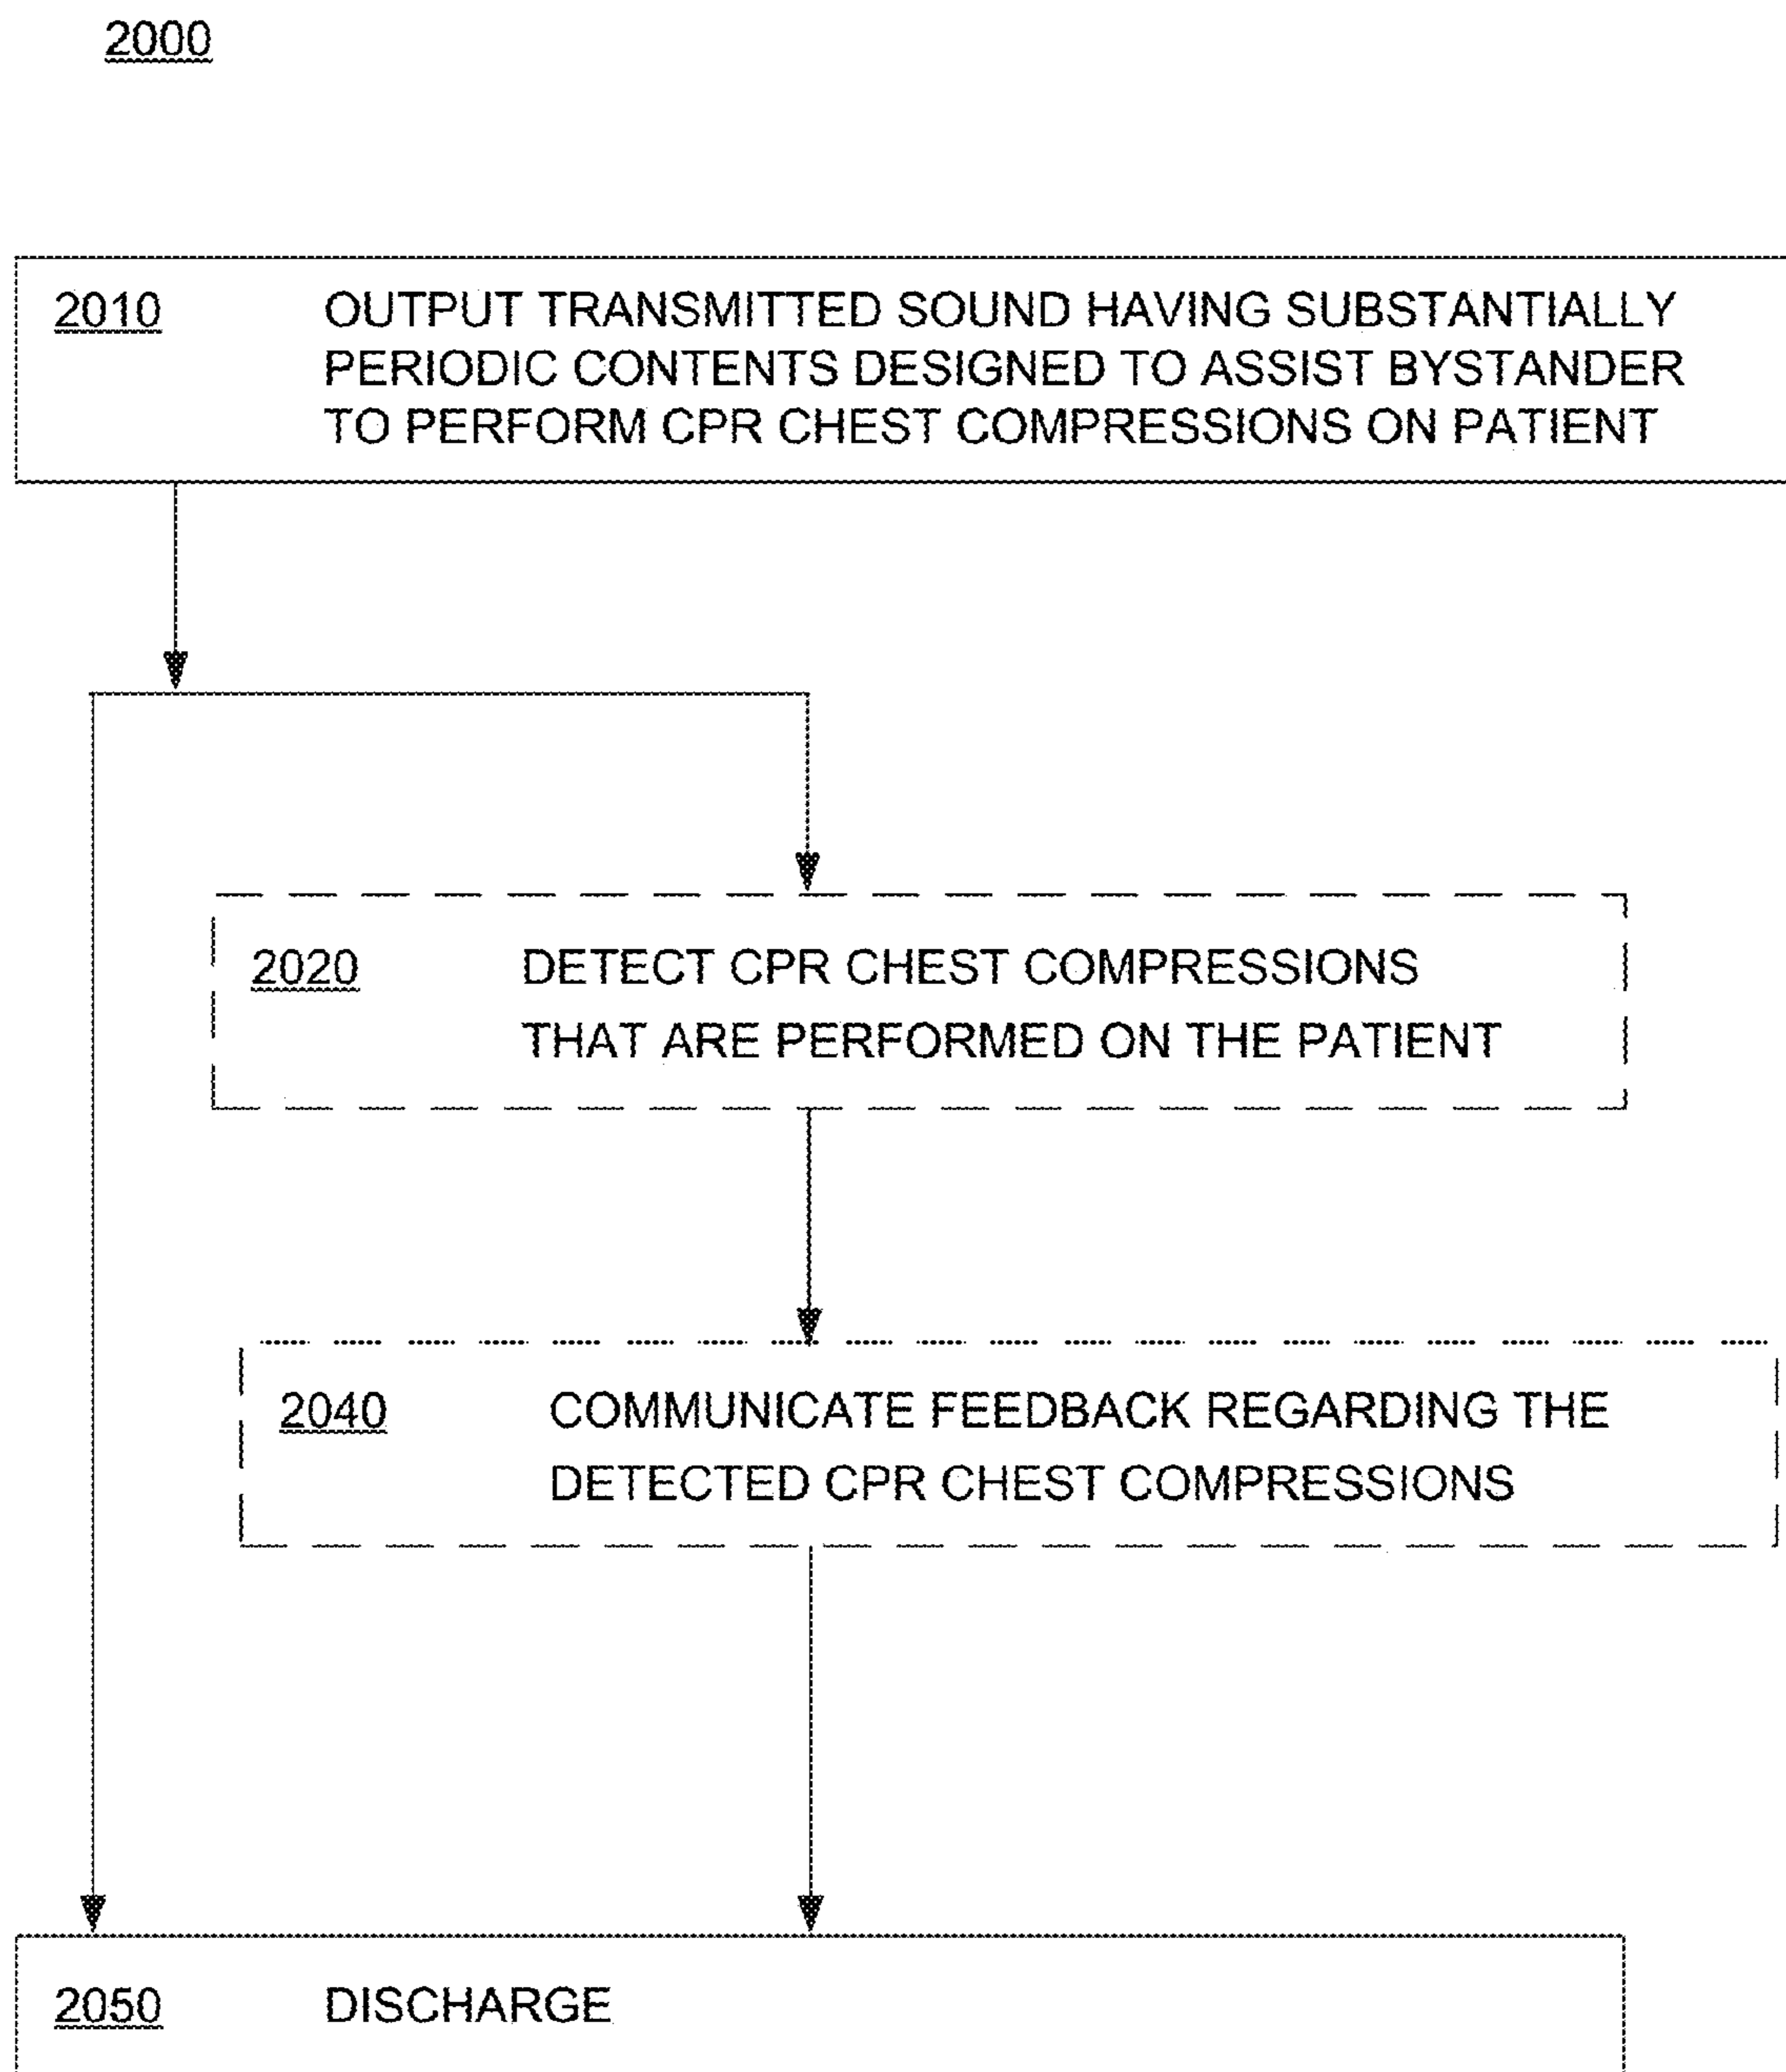 2000
2010 OUTPUT TRANSMITTED SOUND HAVING SUBSTANTIALLY
PERIODIC CONTENTS DESIGNED TO ASSIST BYSTANDER
TO PERFORM CPR CHEST COMPRESSIONS ON PATIENT
2020 DETECT CPR CHEST COMPRESSIONS
THAT ARE PERFORMED ON THE PATIENT
2040 COMMUNICATE FEEDBACK REGARDING THE
DETECTED CPR CHEST COMPRESSIONS
2050 DISCHARGE